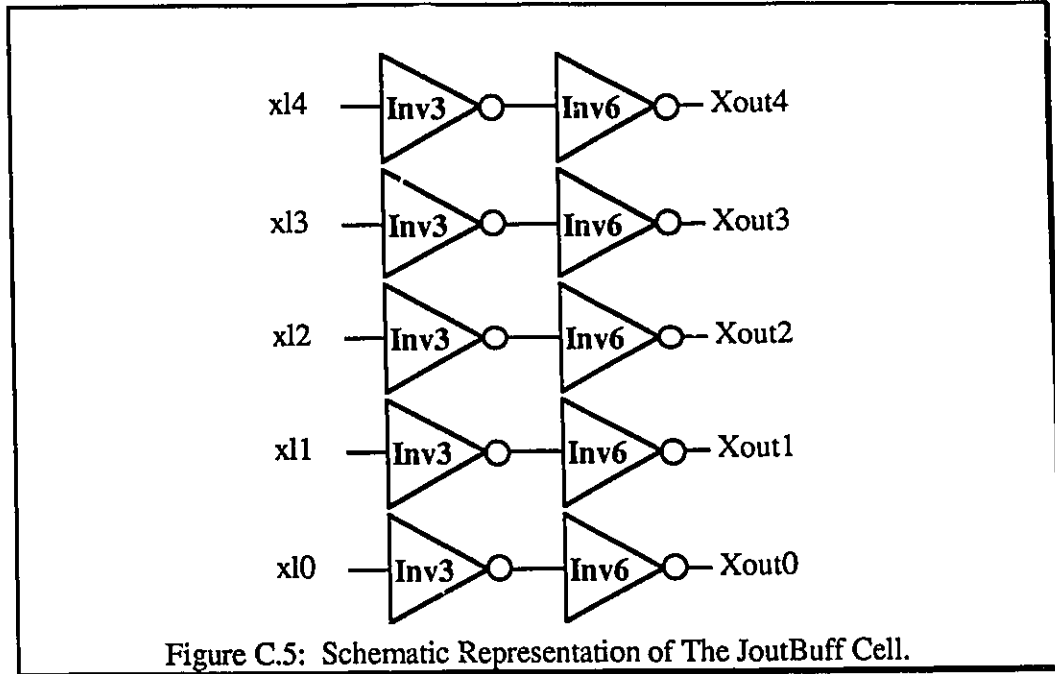 xl4 Inv3 Inv6 Xout4
xl3 Inv3 Inv6 Xout3
xl2 Inv3 Inv6 Xout2
xl1 Inv3 Inv6 Xout1
xl0 Inv3 Inv6 Xout0
Figure C.5: Schematic Representation of The JoutBuff Cell.